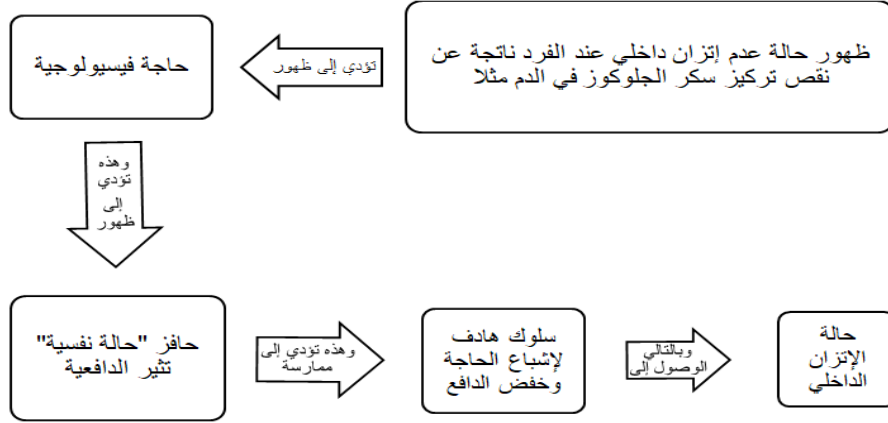 ظهور حالة عدم إتزان داخلي عند الفرد ناتجة عن
نقص تركيز سكر الجلوكوز في الدم مثلا
تؤدي إلى ظهور
حاجة فيسيولوجية
وهذه
تؤدي
إلى
ظهور
حافز "حالة نفسية"
تثير الدافعية
وهذه تؤدي إلى
ممارسة
سلوك هادف
لإشباع الحاجة
وخفض الدافع
وبالتالي
الوصول إلى
حالة
الإتزان
الداخلي